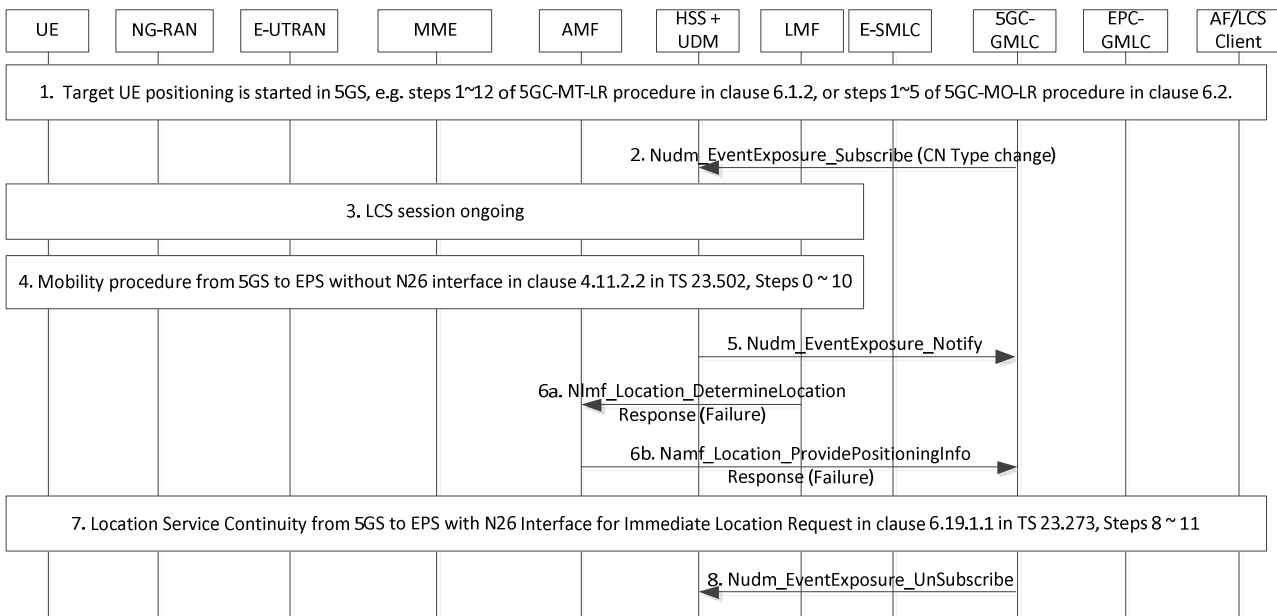 UE
NG-RAN
E-UTRAN
MME
AMF
HSS +
UDM
LMF
E-SMLC
5GC-
GMLC
EPC-
GMLC
AF/LCS
Client
1. Target UE positioning is started in 5GS, e.g. steps 1~12 of 5GC-MT-LR procedure in clause 6.1.2, or steps 1~5 of 5GC-MO-LR procedure in clause 6.2.
2. Nudm_EventExposure_Subscribe (CN Type change)
3. LCS session ongoing
4. Mobility procedure from 5GS to EPS without N26 interface in clause 4.11.2.2 in TS 23.502, Steps 0 ~ 10
5. Nudm_EventExposure_Notify
6a. Nlmf_Location_DetermineLocation
Response (Failure)
6b. Namf_Location_ProvidePositioningInfo
Response (Failure)
7. Location Service Continuity from 5GS to EPS with N26 Interface for Immediate Location Request in clause 6.19.1.1 in TS 23.273, Steps 8 ~ 11
8. Nudm_EventExposure_UnSubscribe